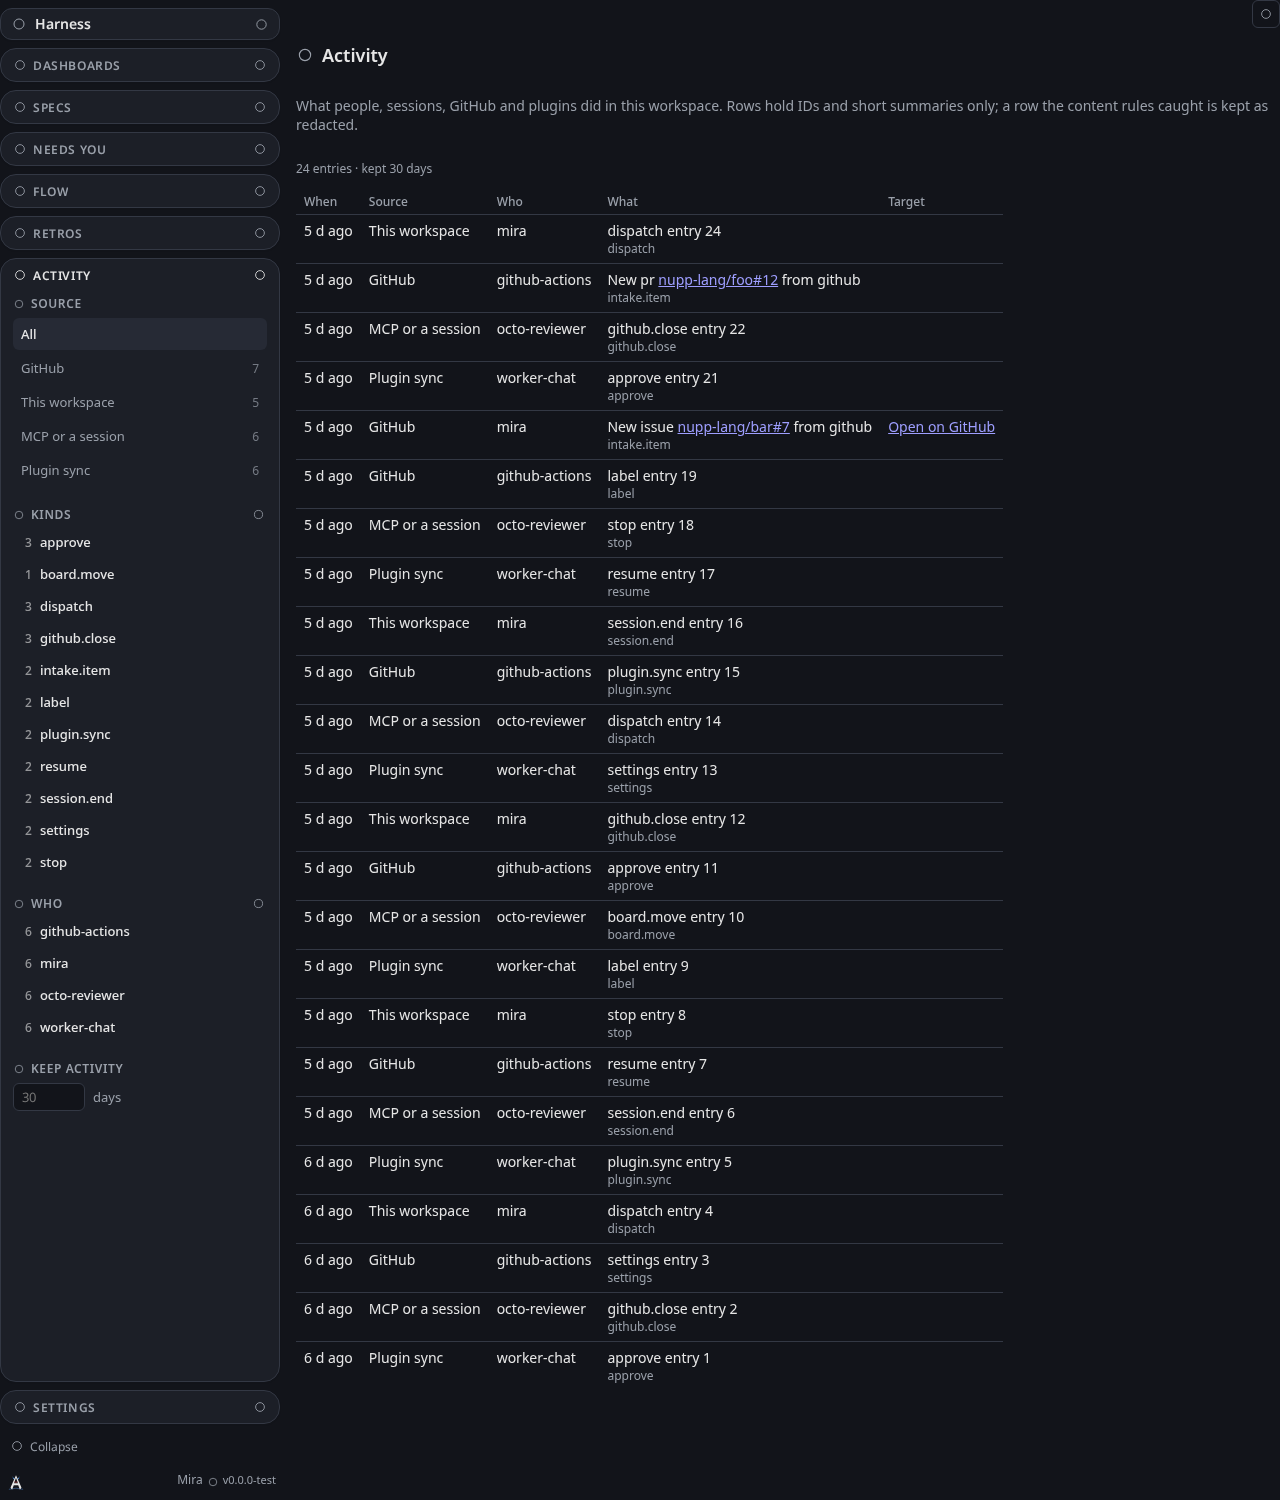 Harness
DASHBOARDS
SPECS
NEEDS YOU
FLOW
RETROS
ACTIVITY
SOURCE
All
GitHub 7
This workspace 5
MCP or a session 6
Plugin sync 6
KINDS
3 approve
1 board.move
3 dispatch
3 github.close
2 intake.item
2 label
2 plugin.sync
2 resume
2 session.end
2 settings
2 stop
WHO
6 github-actions
6 mira
6 octo-reviewer
6 worker-chat
KEEP ACTIVITY
30 days
SETTINGS
Collapse
A Mira v0.0.0-test
Activity
What people, sessions, GitHub and plugins did in this workspace. Rows hold IDs and short summaries only; a row the content rules caught is kept as
redacted.
24 entries · kept 30 days
When Source Who What Target
5 d ago This workspace mira dispatch entry 24
dispatch
5 d ago GitHub github-actions New pr nupp-lang/foo#12 from github
intake.item
5 d ago MCP or a session octo-reviewer github.close entry 22
github.close
5 d ago Plugin sync worker-chat approve entry 21
approve
5 d ago GitHub mira New issue nupp-lang/bar#7 from github Open on GitHub
intake.item
5 d ago GitHub github-actions label entry 19
label
5 d ago MCP or a session octo-reviewer stop entry 18
stop
5 d ago Plugin sync worker-chat resume entry 17
resume
5 d ago This workspace mira session.end entry 16
session.end
5 d ago GitHub github-actions plugin.sync entry 15
plugin.sync
5 d ago MCP or a session octo-reviewer dispatch entry 14
dispatch
5 d ago Plugin sync worker-chat settings entry 13
settings
5 d ago This workspace mira github.close entry 12
github.close
5 d ago GitHub github-actions approve entry 11
approve
5 d ago MCP or a session octo-reviewer board.move entry 10
board.move
5 d ago Plugin sync worker-chat label entry 9
label
5 d ago This workspace mira stop entry 8
stop
5 d ago GitHub github-actions resume entry 7
resume
5 d ago MCP or a session octo-reviewer session.end entry 6
session.end
6 d ago Plugin sync worker-chat plugin.sync entry 5
plugin.sync
6 d ago This workspace mira dispatch entry 4
dispatch
6 d ago GitHub github-actions settings entry 3
settings
6 d ago MCP or a session octo-reviewer github.close entry 2
github.close
6 d ago Plugin sync worker-chat approve entry 1
approve